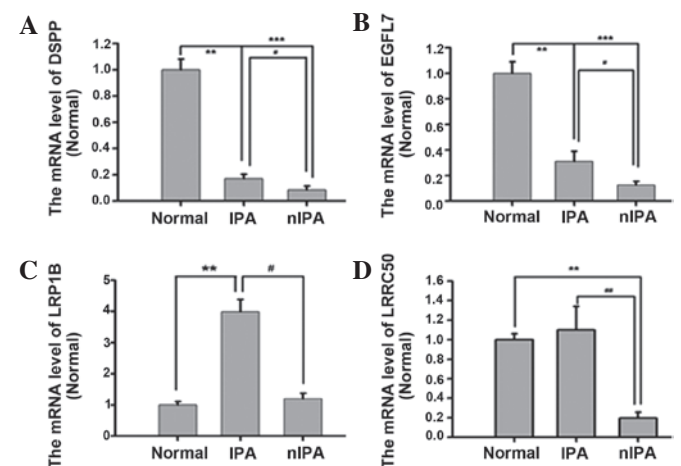 A
The mRNA level of DSPP
(Normal)
1.2
1.0
0.8
0.6
0.4
0.2
0.0
**
***
#
Normal IPA nIPA
B
The mRNA level of EGFL7
(Normal)
1.2
1.0
0.8
0.6
0.4
0.2
0.0
**
***
#
Normal IPA nIPA
C
The mRNA level of LRP1B
(Normal)
5
4
3
2
1
0
**
#
Normal IPA nIPA
D
The mRNA level of LRRC50
(Normal)
1.6
1.4
1.2
1.0
0.8
0.6
0.4
0.2
0.0
**
##
Normal IPA nIPA